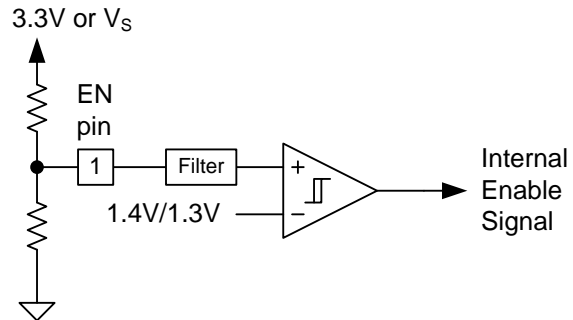 3.3V or VS
EN
pin
1
Filter
+
−
1.4V/1.3V
Internal
Enable
Signal